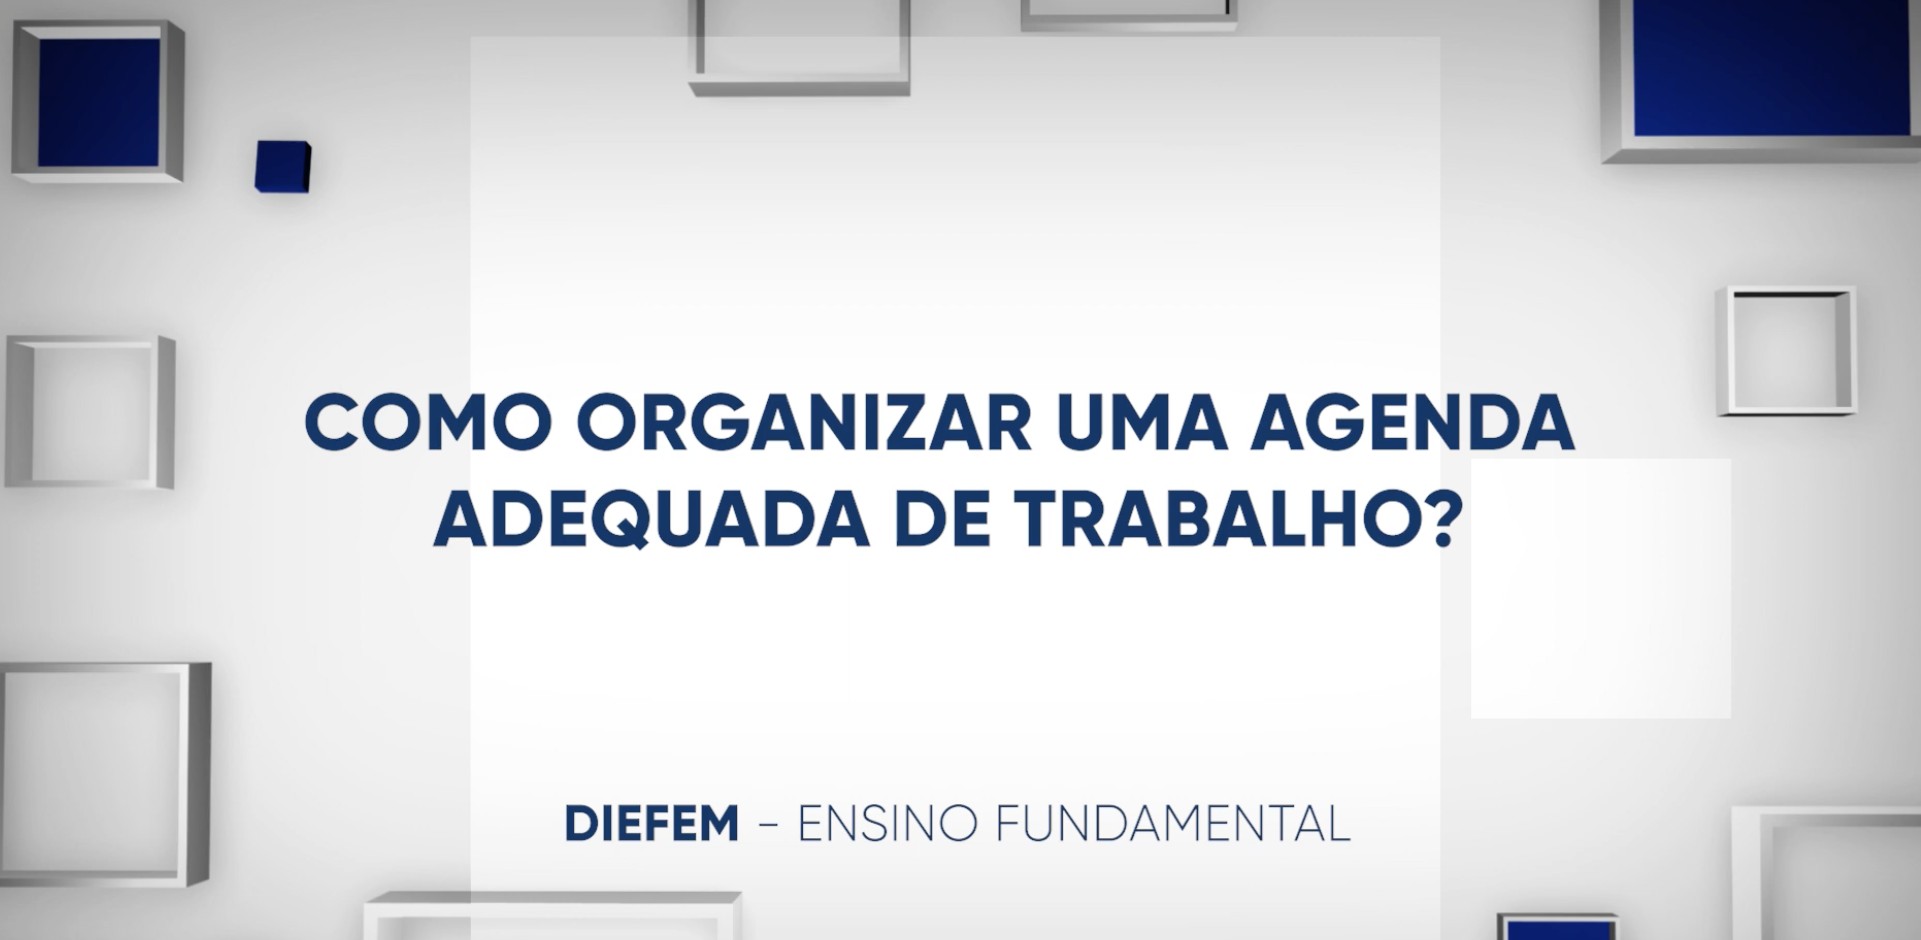 COMO ORGANIZAR UMA AGENDA
ADEQUADA DE TRABALHO?
DIEFEM - ENSINO FUNDAMENTAL